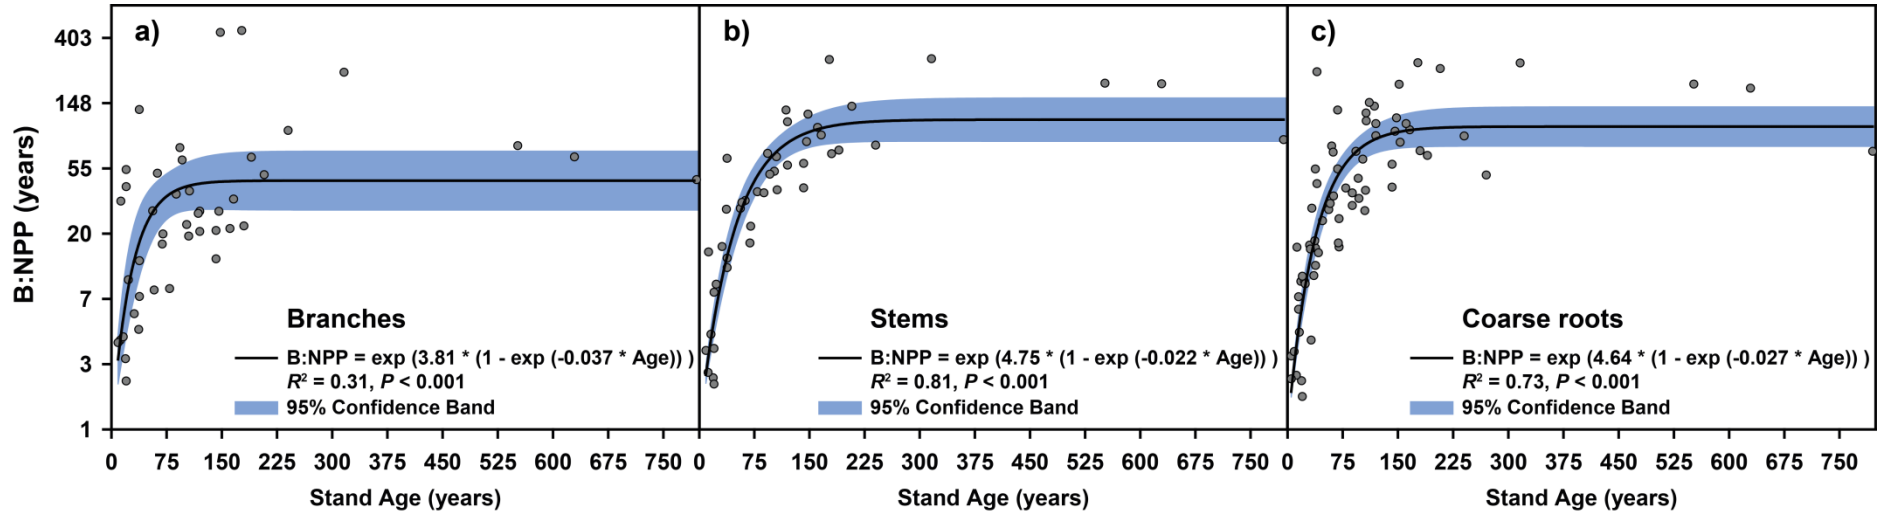 a)
b)
c)
B:NPP (years)
403
148
55
20
7
3
1
Branches
B:NPP = exp (3.81 * (1 - exp (-0.037 * Age)) )
R² = 0.31, P < 0.001
95% Confidence Band
Stems
B:NPP = exp (4.75 * (1 - exp (-0.022 * Age)) )
R² = 0.81, P < 0.001
95% Confidence Band
Coarse roots
B:NPP = exp (4.64 * (1 - exp (-0.027 * Age)) )
R² = 0.73, P < 0.001
95% Confidence Band
0 75 150 225 300 375 450 525 600 675 750
0 75 150 225 300 375 450 525 600 675 750
0 75 150 225 300 375 450 525 600 675 750
Stand Age (years)
Stand Age (years)
Stand Age (years)